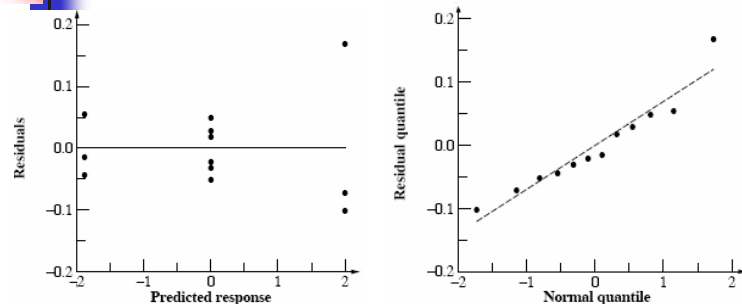 0.2
0.1
0.0
−0.1
−0.2
Residuals
−2 −1 0 1 2
Predicted response
0.2
0.1
0.0
−0.1
−0.2
Residual quantile
−2 −1 0 1 2
Normal quantile